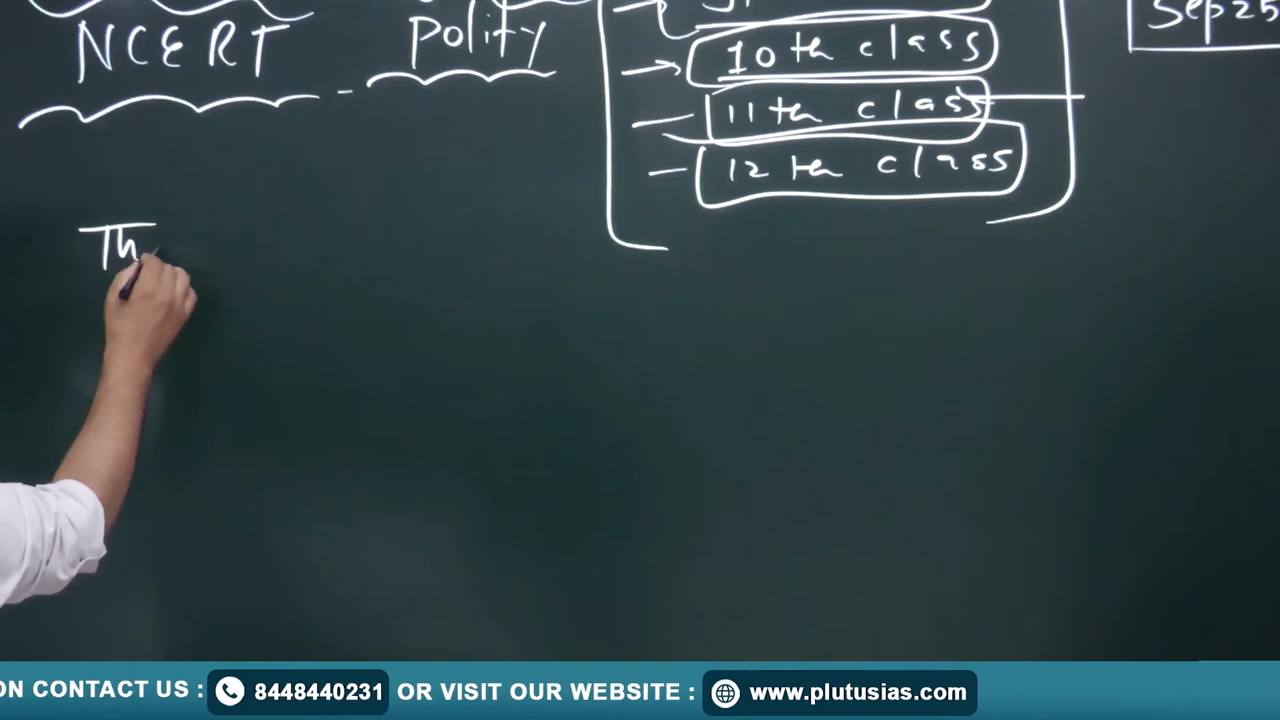 NCERT Polity
10th class
11th class
12th class
Sep25
Th
ON CONTACT US : 8448440231 OR VISIT OUR WEBSITE : www.plutusias.com